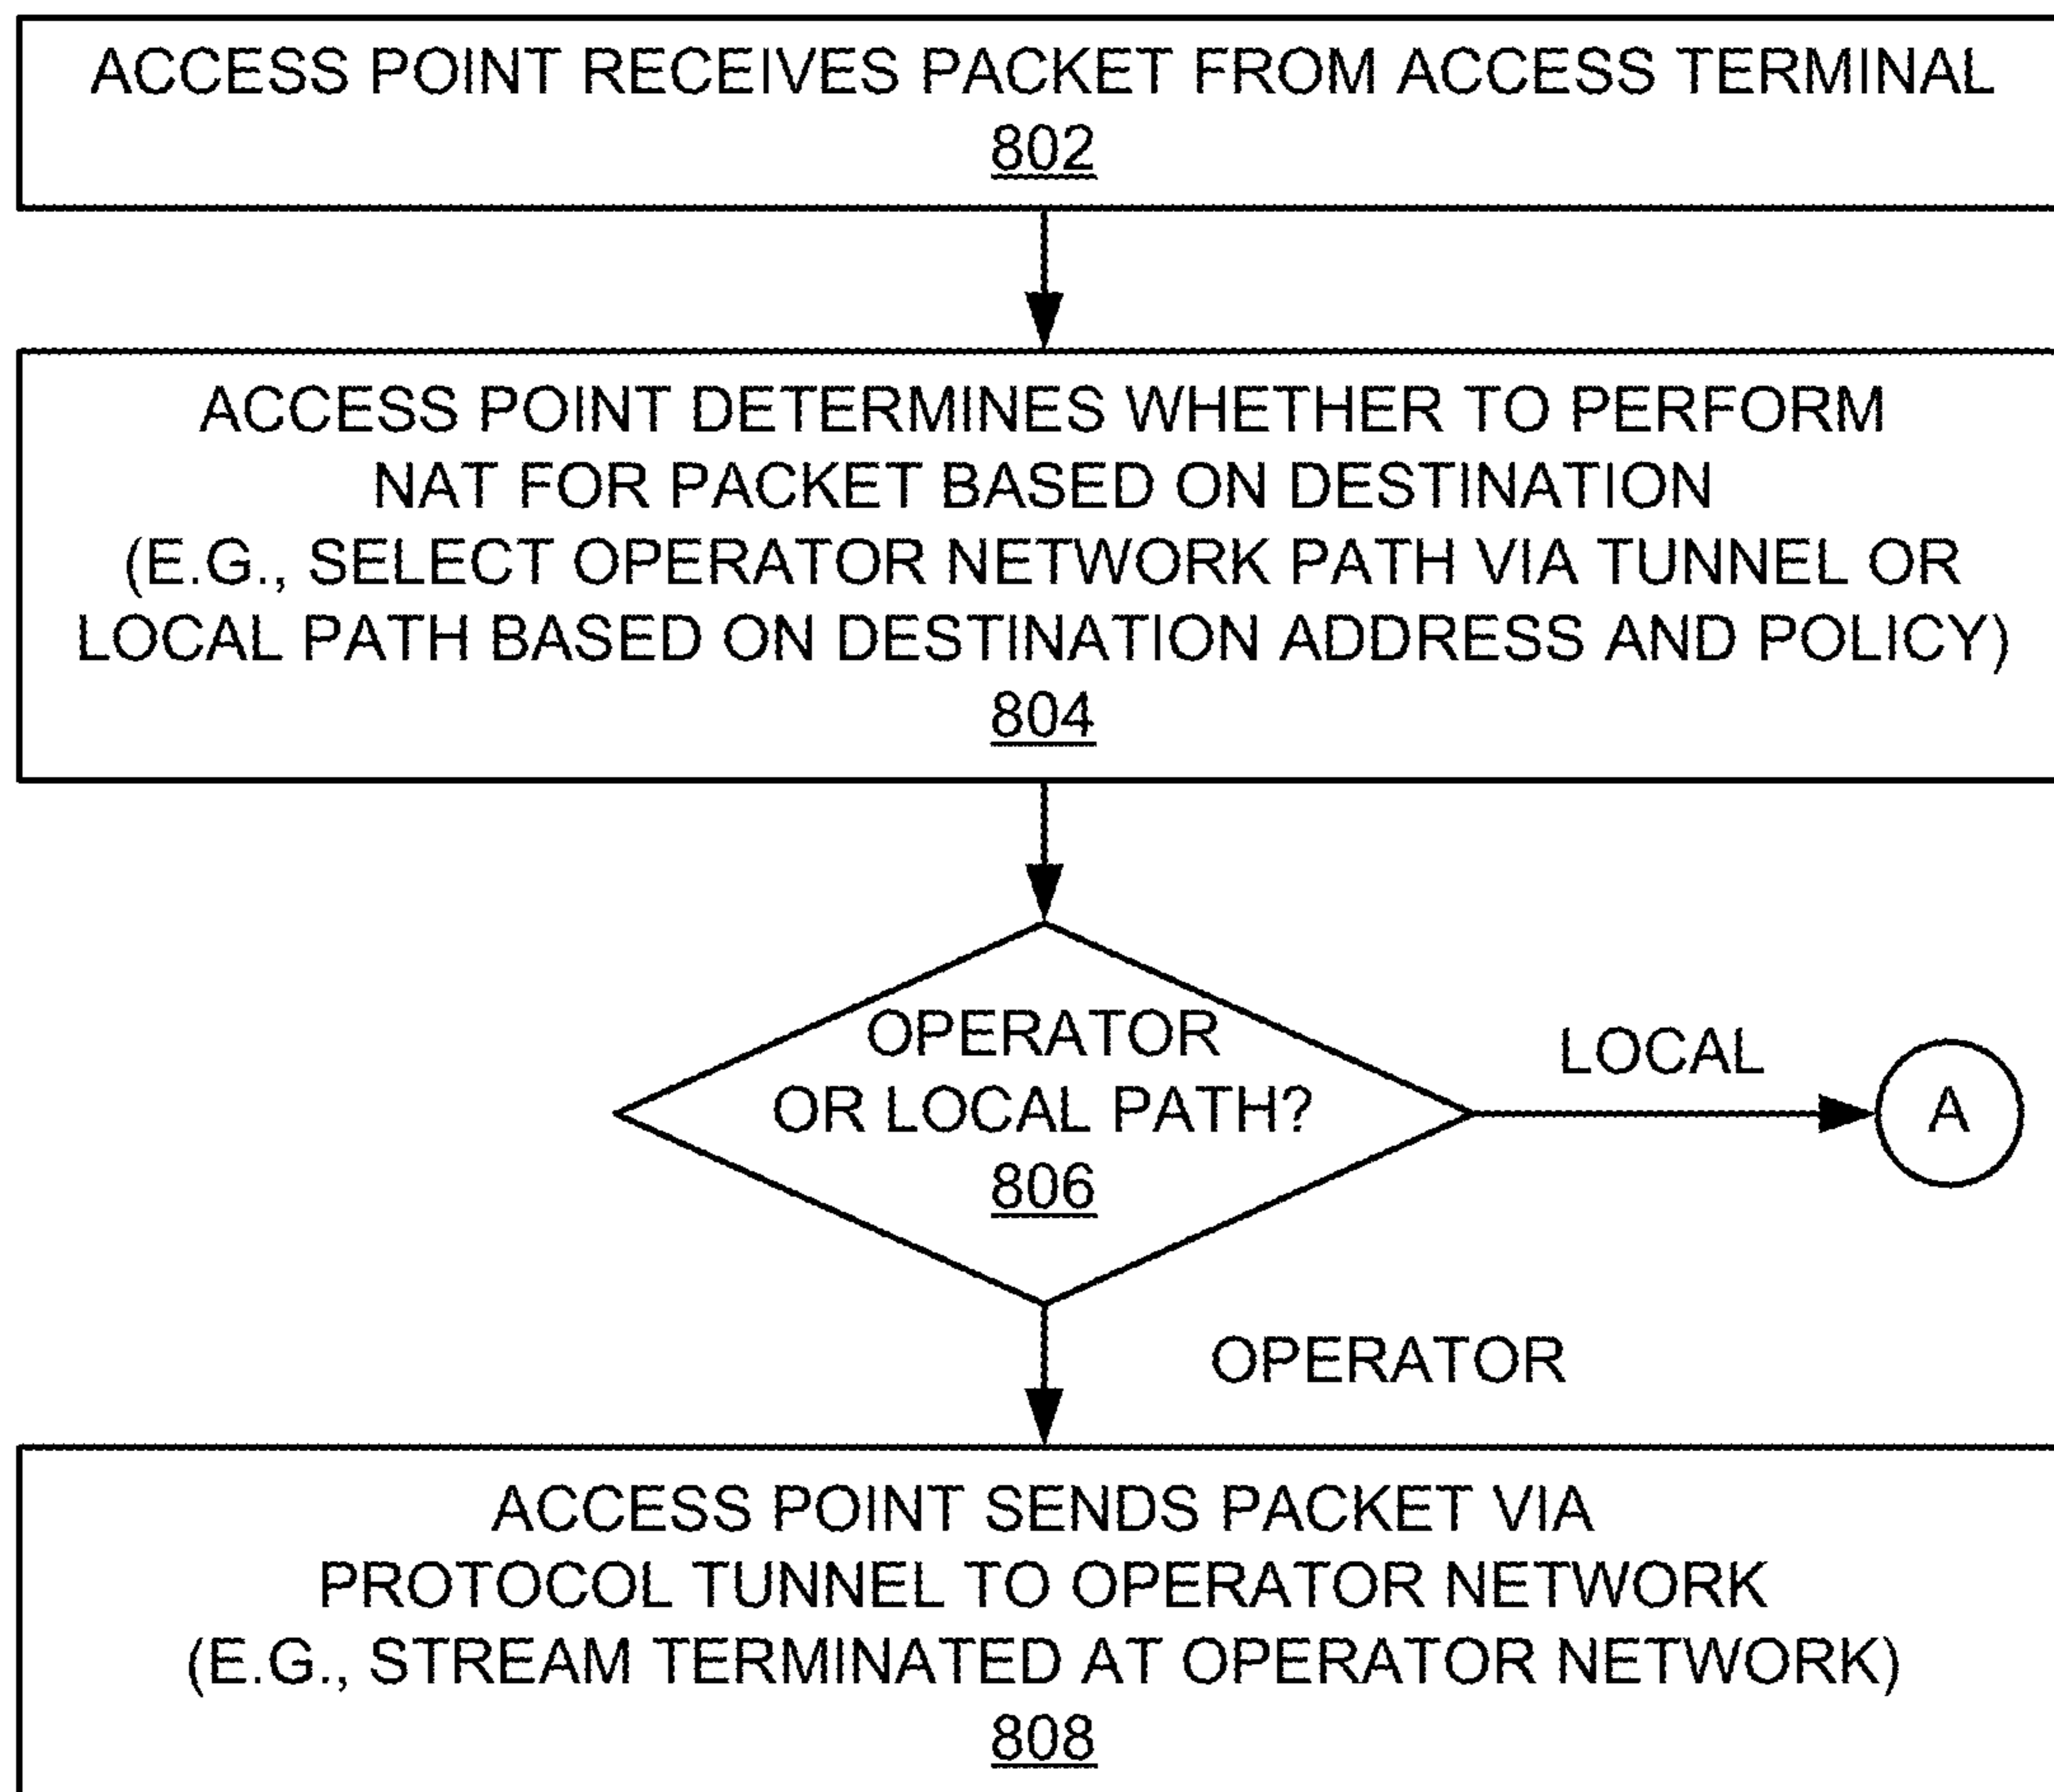 ACCESS POINT RECEIVES PACKET FROM ACCESS TERMINAL
802
ACCESS POINT DETERMINES WHETHER TO PERFORM
NAT FOR PACKET BASED ON DESTINATION
(E.G., SELECT OPERATOR NETWORK PATH VIA TUNNEL OR
LOCAL PATH BASED ON DESTINATION ADDRESS AND POLICY)
804
OPERATOR
OR LOCAL PATH?
806
LOCAL
A
OPERATOR
ACCESS POINT SENDS PACKET VIA
PROTOCOL TUNNEL TO OPERATOR NETWORK
(E.G., STREAM TERMINATED AT OPERATOR NETWORK)
808